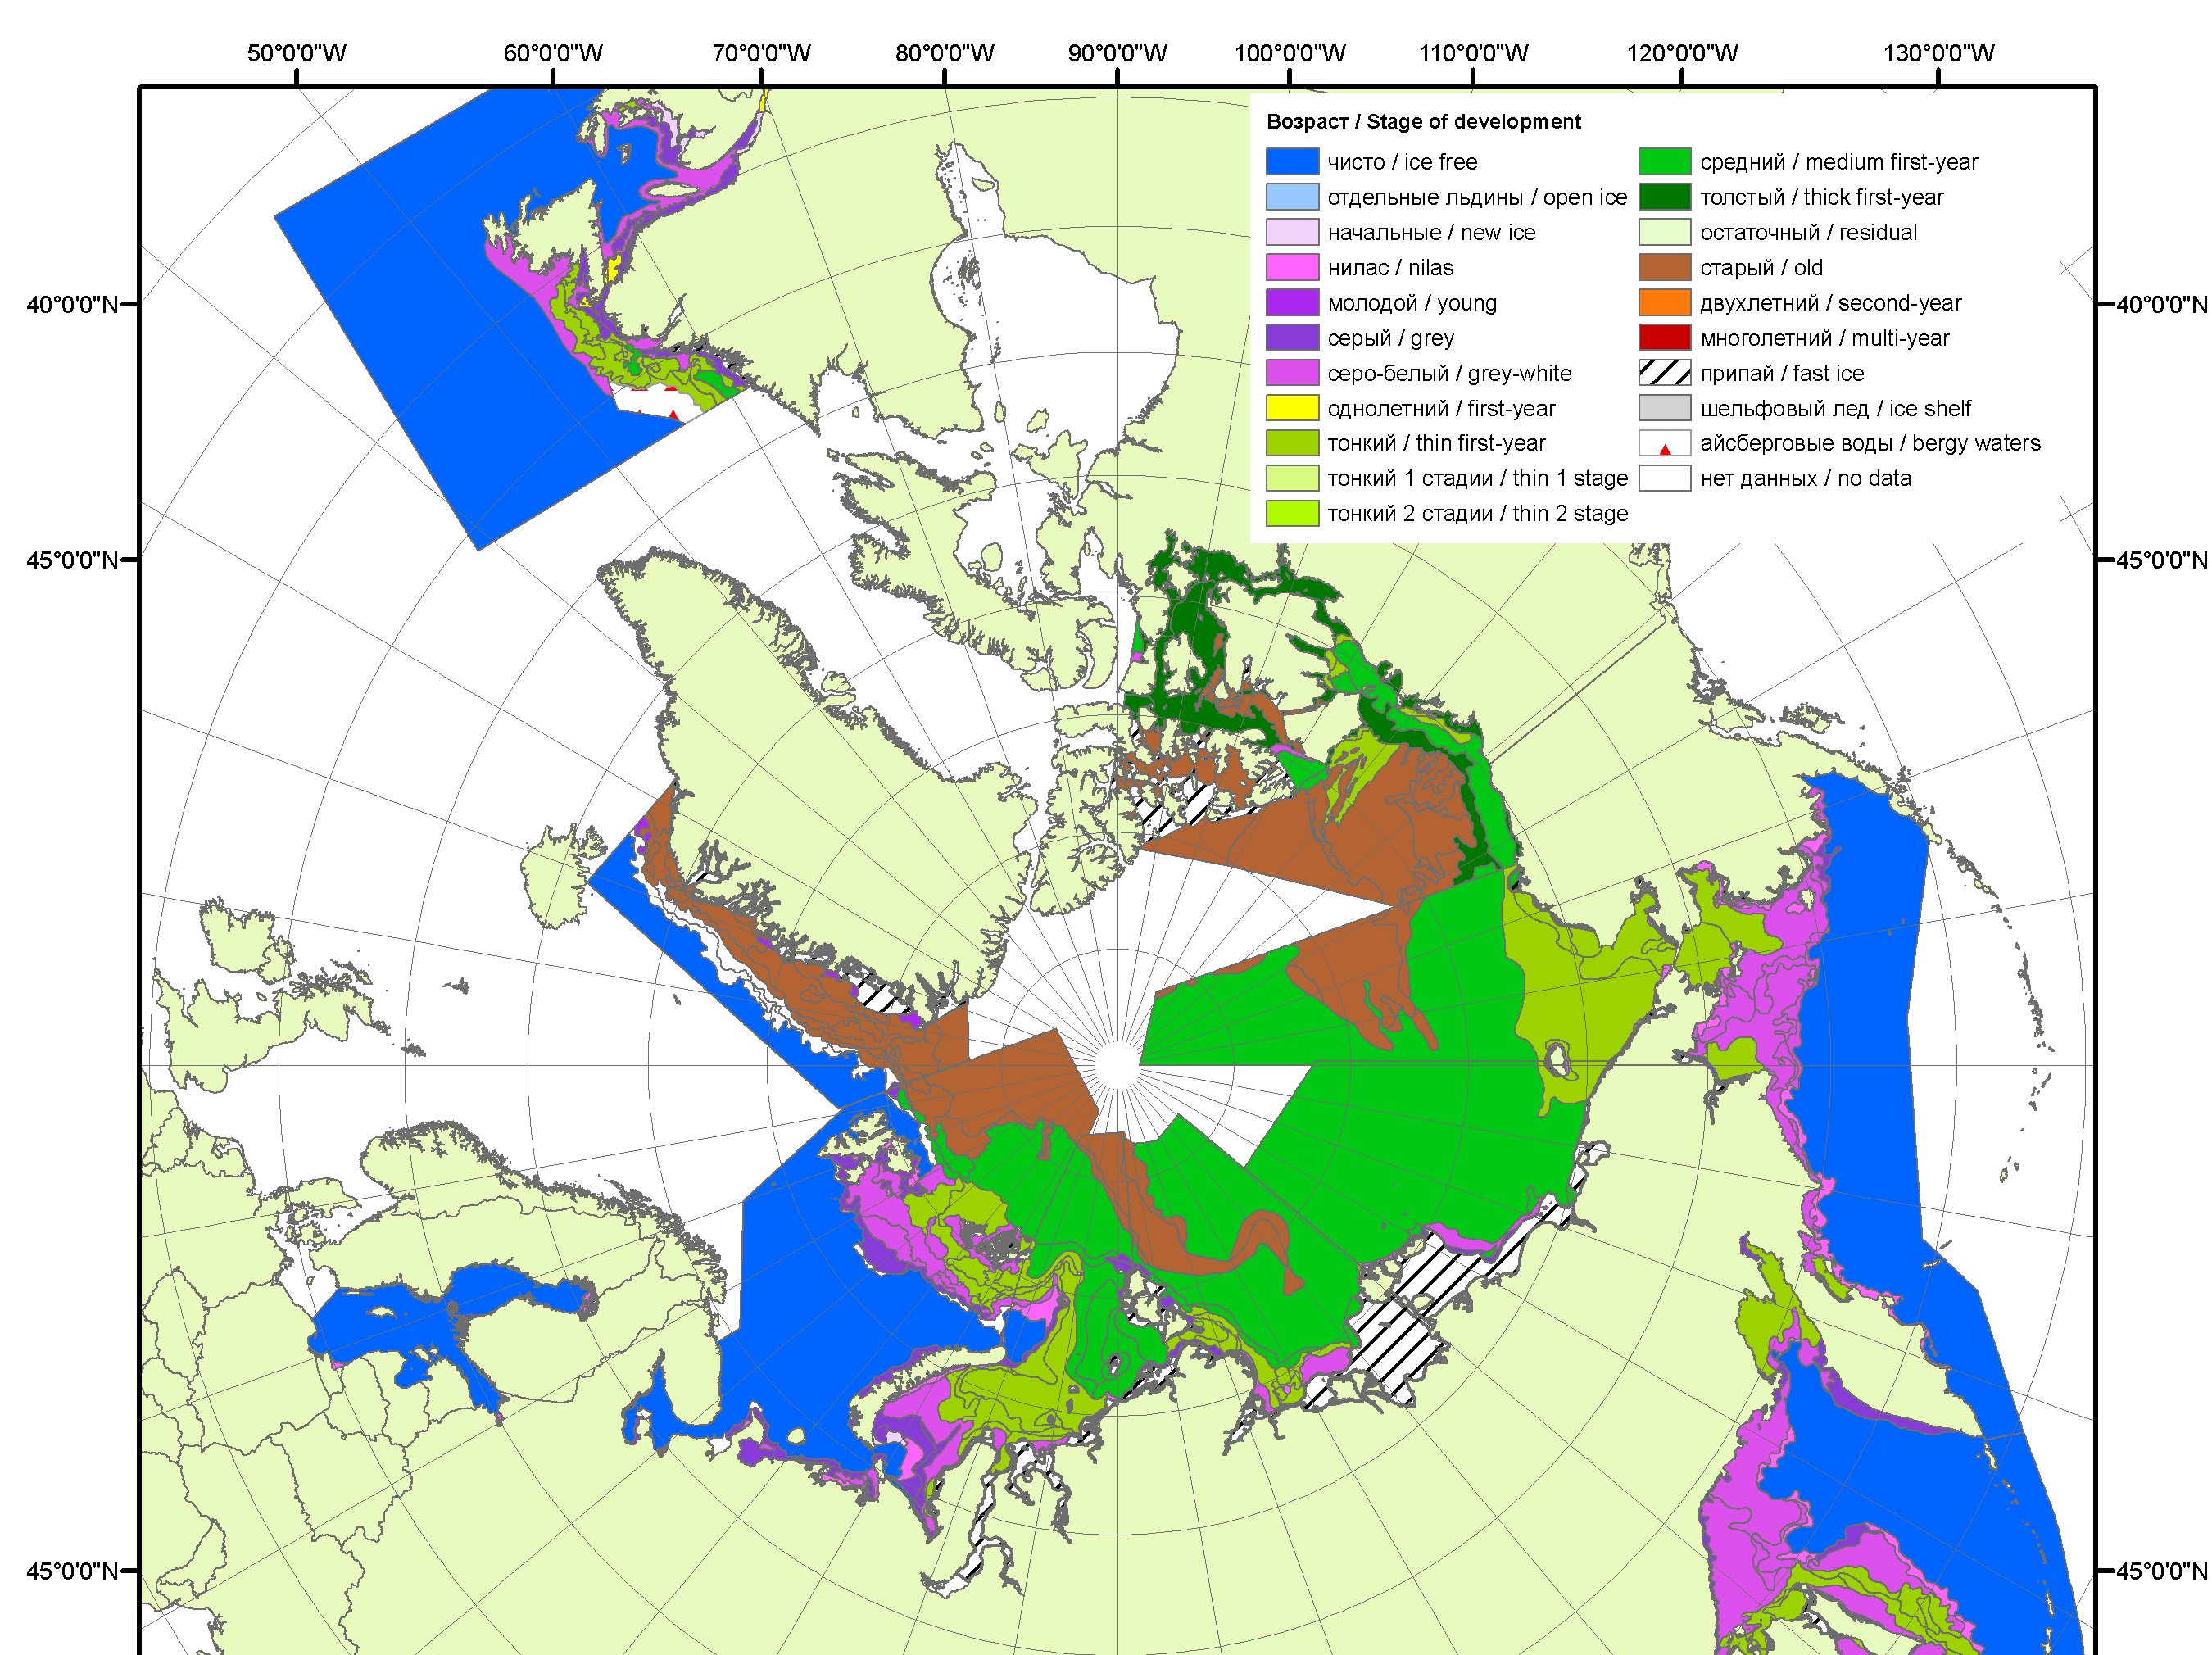 50°0'0"W 60°0'0"W 70°0'0"W 80°0'0"W 90°0'0"W 100°0'0"W 110°0'0"W 120°0'0"W 130°0'0"W
Возраст / Stage of development
чисто / ice free
отдельные льдины / open ice
начальные / new ice
нилас / nilas
молодой / young
серый / grey
серо-белый / grey-white
однолетний / first-year
тонкий / thin first-year
тонкий 1 стадии / thin 1 stage
тонкий 2 стадии / thin 2 stage
средний / medium first-year
толстый / thick first-year
остаточный / residual
старый / old
двухлетний / second-year
многолетний / multi-year
припай / fast ice
шельфовый лед / ice shelf
айсберговые воды / bergy waters
нет данных / no data
40°0'0"N 40°0'0"N
45°0'0"N 45°0'0"N
45°0'0"N 45°0'0"N